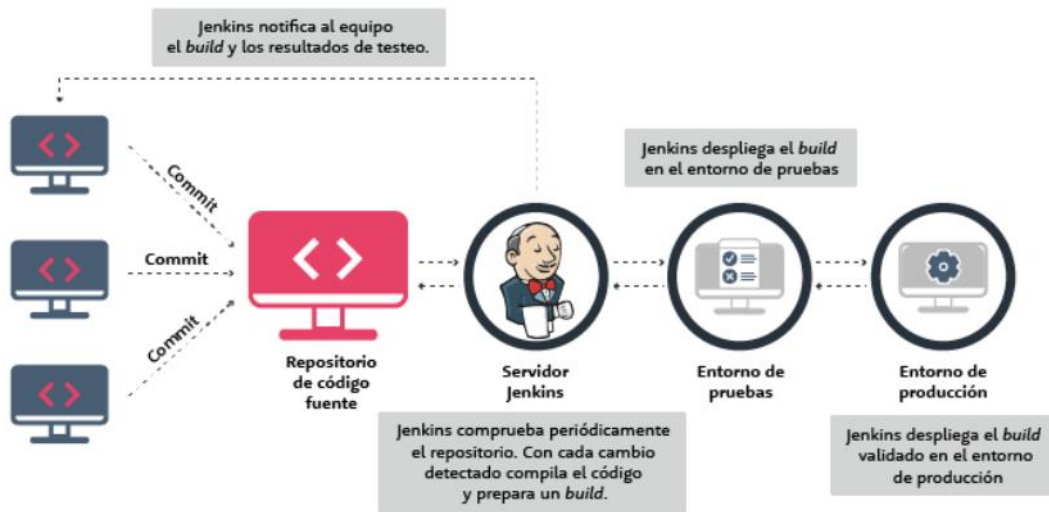 Jenkins notifica al equipo
el build y los resultados de testeo.
Jenkins despliega el build
en el entorno de pruebas
Commit
Commit
Commit
Repositorio
de código
fuente
Servidor
Jenkins
Entorno de
pruebas
Entorno de
producción
Jenkins comprueba periódicamente
el repositorio. Con cada cambio
detectado compila el código
y prepara un build.
Jenkins despliega el build
validado en el entorno
de producción